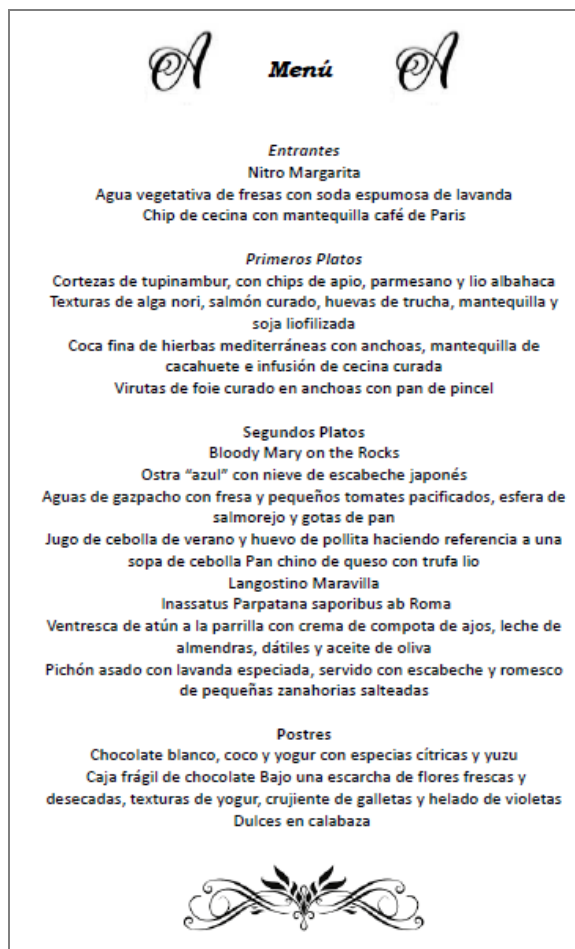 A Menú A
Entrantes
Nitro Margarita
Agua vegetativa de fresas con soda espumosa de lavanda
Chip de cecina con mantequilla café de Paris
Primeros Platos
Cortezas de tupinambur, con chips de apio, parmesano y lio albahaca
Texturas de alga nori, salmón curado, huevas de trucha, mantequilla y
soja liofilizada
Coca fina de hierbas mediterráneas con anchoas, mantequilla de
cacahuete e infusión de cecina curada
Virutas de foie curado en anchoas con pan de pincel
Segundos Platos
Bloody Mary on the Rocks
Ostra “azul” con nieve de escabeche japonés
Aguas de gazpacho con fresa y pequeños tomates pacificados, esfera de
salmorejo y gotas de pan
Jugo de cebolla de verano y huevo de pollita haciendo referencia a una
sopa de cebolla Pan chino de queso con trufa lio
Langostino Maravilla
Inassatus Parpatana saporibus ab Roma
Ventresca de atún a la parrilla con crema de compota de ajos, leche de
almendras, dátiles y aceite de oliva
Pichón asado con lavanda especiada, servido con escabeche y romesco
de pequeñas zanahorias salteadas
Postres
Chocolate blanco, coco y yogur con especias cítricas y yuzu
Caja frágil de chocolate Bajo una escarcha de flores frescas y
desecadas, texturas de yogur, crujiente de galletas y helado de violetas
Dulces en calabaza